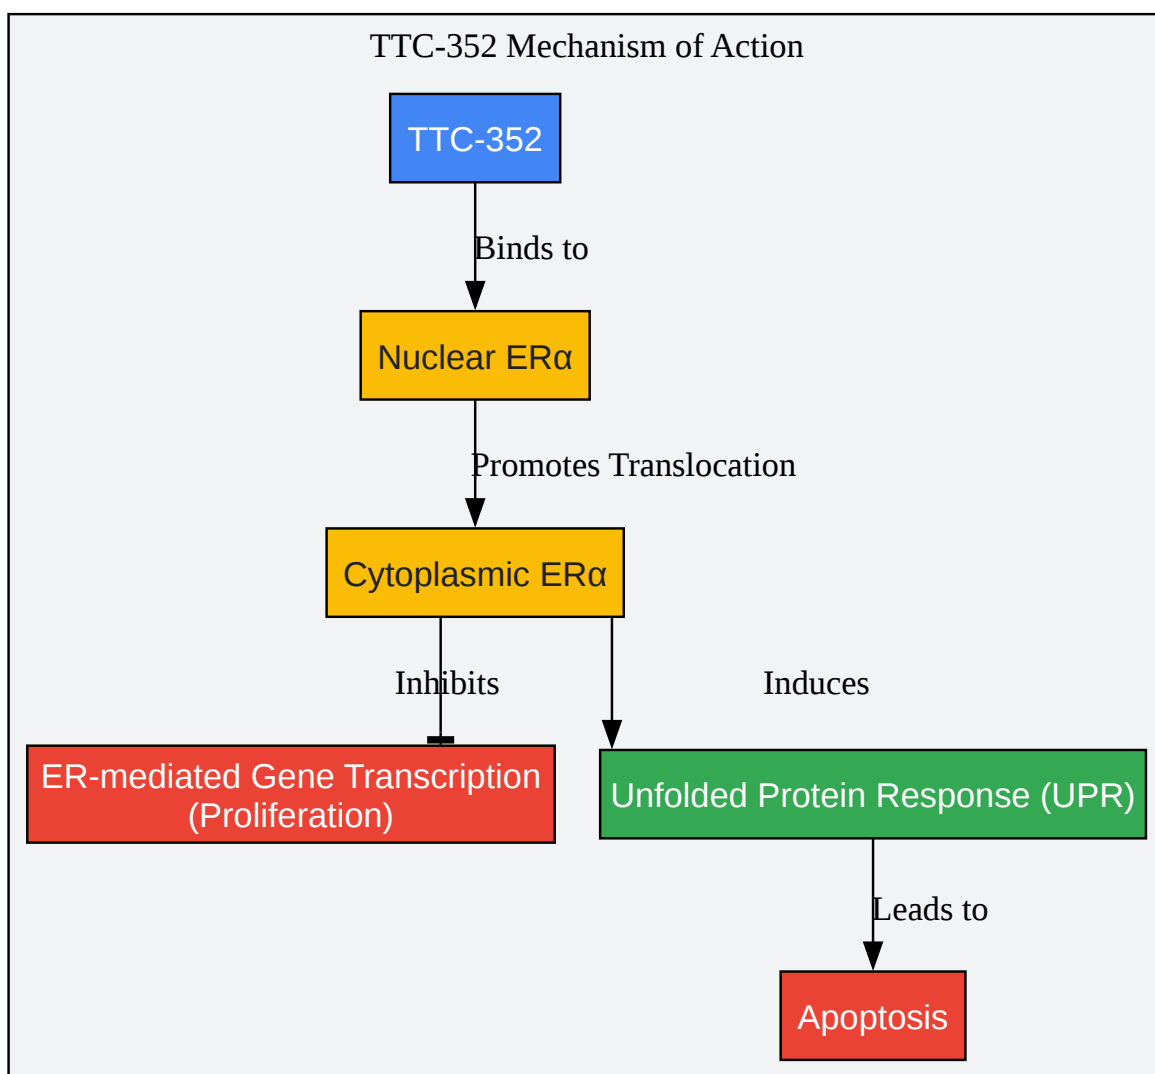 TTC-352 Mechanism of Action
TTC-352
Binds to
Nuclear ERα
Promotes Translocation
Cytoplasmic ERα
Inhibits
Induces
ER-mediated Gene Transcription
(Proliferation)
Unfolded Protein Response (UPR)
Leads to
Apoptosis